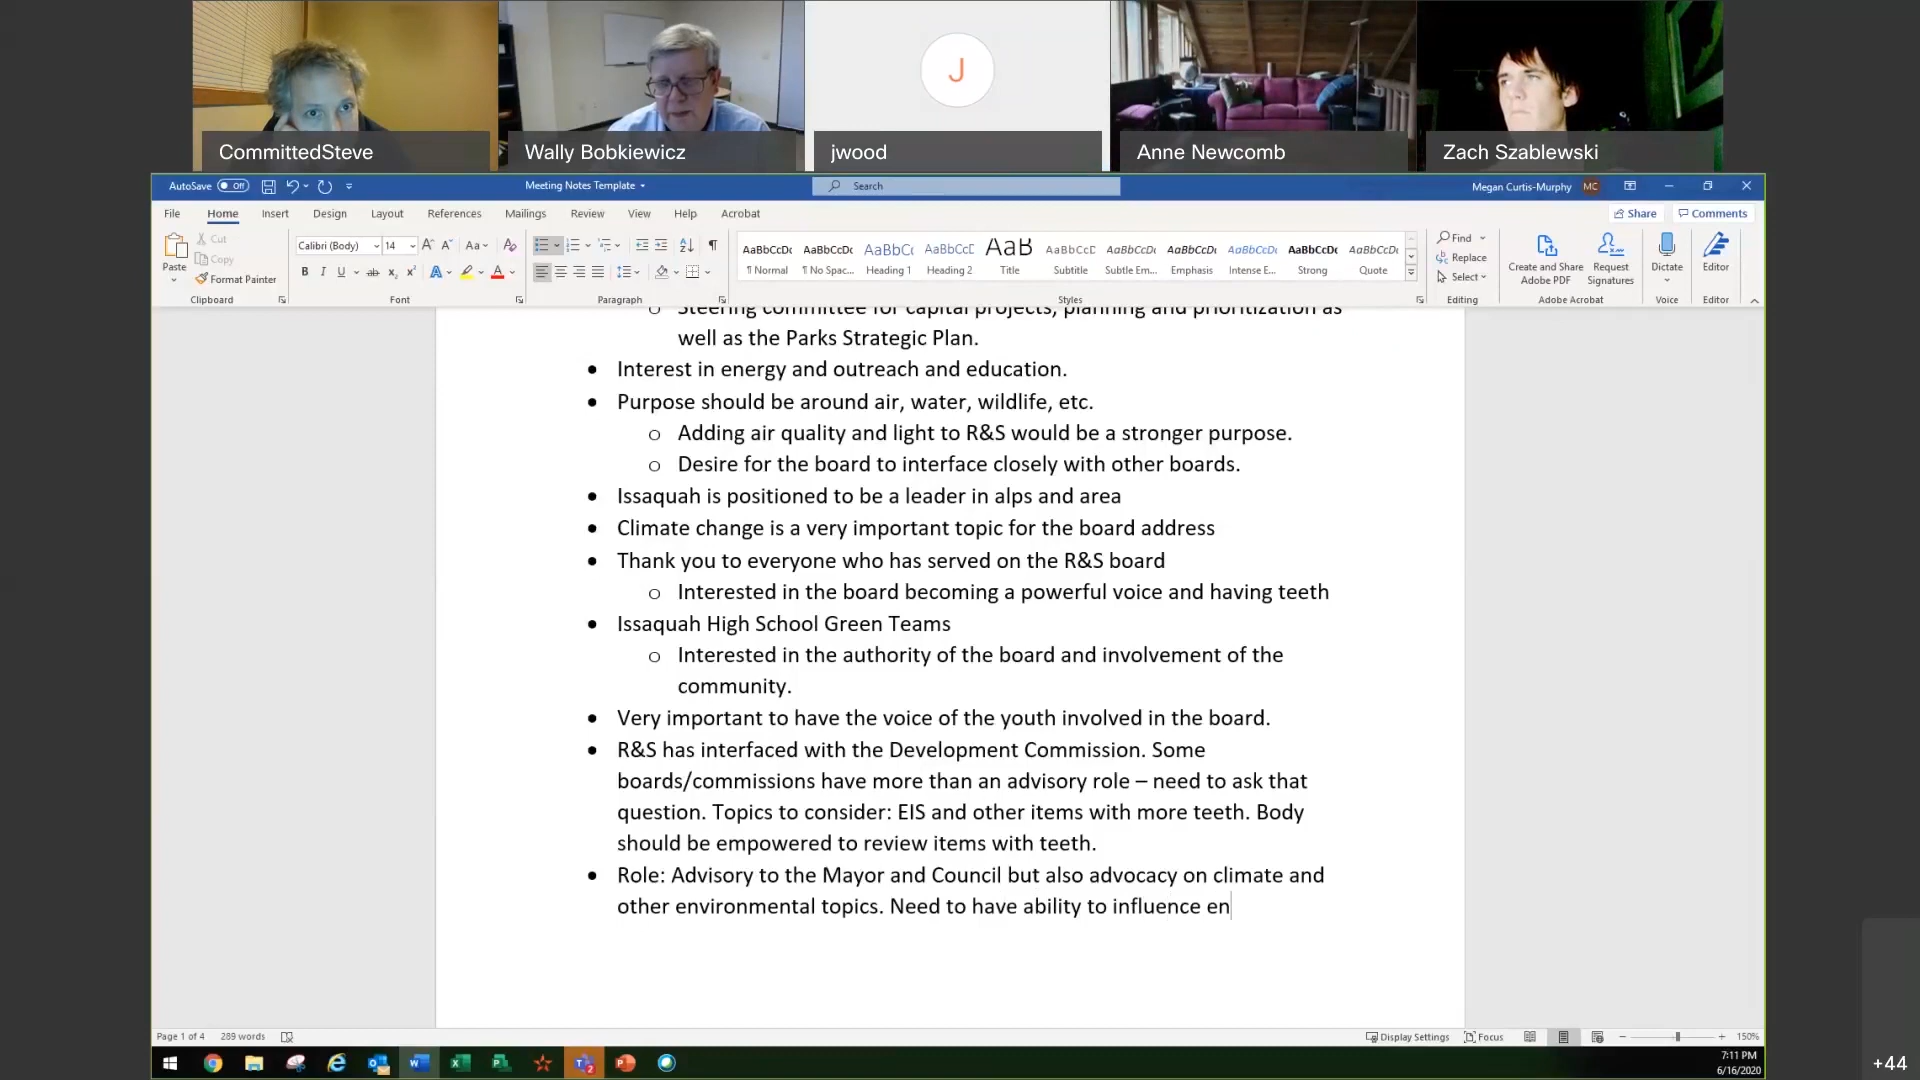 CommittedSteve
Wally Bobkiewicz
J
jwood
Anne Newcomb
Zach Szablewski
AutoSave Off
Meeting Notes Template
Search
Megan Curtis-Murphy MC
File Home Insert Design Layout References Mailings Review View Help Acrobat
Share Comments
Paste
Cut
Copy
Format Painter
Clipboard
Calibri (Body) 14
Font
Paragraph
AaBbCcDc ¶ Normal
AaBbCcDc ¶ No Spac...
AaBbCc Heading 1
AaBbCcC Heading 2
AaB Title
AaBbCcC Subtitle
AaBbCcDc Subtle Em...
AaBbCcDc Emphasis
AaBbCcDc Intense E...
AaBbCcDc Strong
AaBbCcDc Quote
Styles
Find
Replace
Select
Editing
Create and Share Adobe PDF
Request Signatures
Adobe Acrobat
Dictate
Voice
Editor
Editor
o Steering committee for capital projects, planning and prioritization as
well as the Parks Strategic Plan.
• Interest in energy and outreach and education.
• Purpose should be around air, water, wildlife, etc.
o Adding air quality and light to R&S would be a stronger purpose.
o Desire for the board to interface closely with other boards.
• Issaquah is positioned to be a leader in alps and area
• Climate change is a very important topic for the board address
• Thank you to everyone who has served on the R&S board
o Interested in the board becoming a powerful voice and having teeth
• Issaquah High School Green Teams
o Interested in the authority of the board and involvement of the
community.
• Very important to have the voice of the youth involved in the board.
• R&S has interfaced with the Development Commission. Some
boards/commissions have more than an advisory role – need to ask that
question. Topics to consider: EIS and other items with more teeth. Body
should be empowered to review items with teeth.
• Role: Advisory to the Mayor and Council but also advocacy on climate and
other environmental topics. Need to have ability to influence en
Page 1 of 4 289 words
Display Settings Focus 150%
7:11 PM
6/16/2020
+44